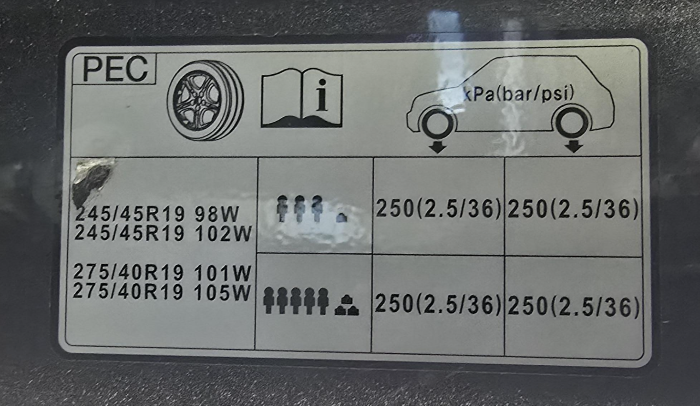 PEC
i
kPa(bar/psi)
245/45R19 98W
245/45R19 102W
275/40R19 101W
275/40R19 105W
250(2.5/36) 250(2.5/36)
250(2.5/36) 250(2.5/36)